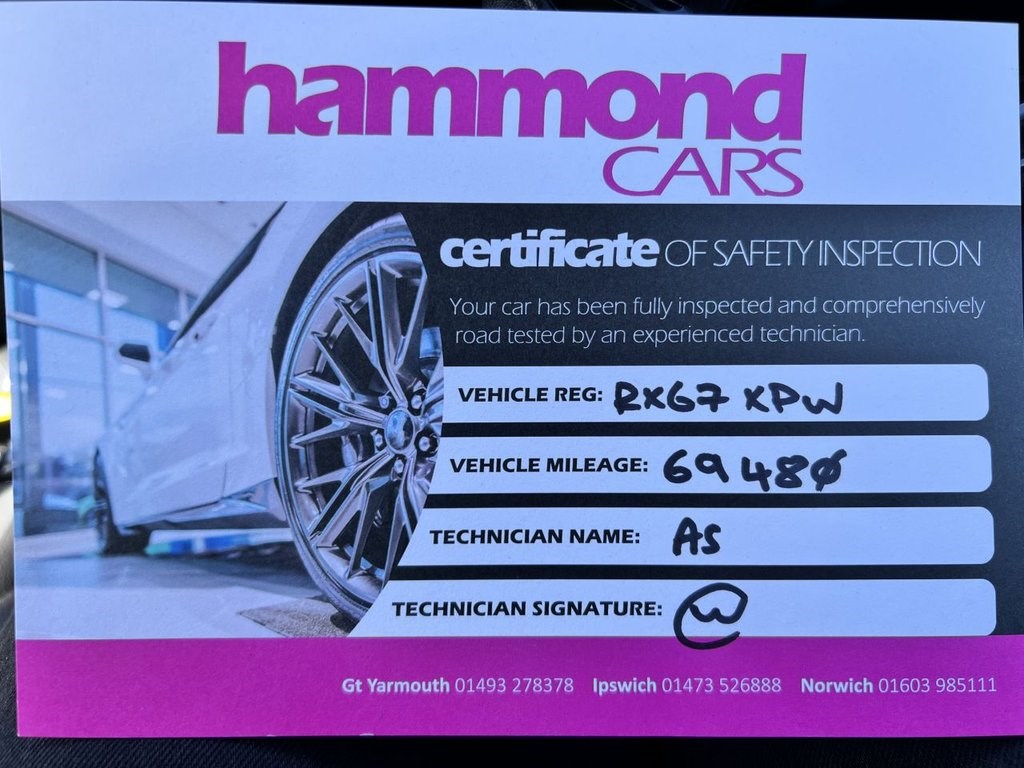 hammond
CARS
certificate OF SAFETY INSPECTION
Your car has been fully inspected and comprehensively
road tested by an experienced technician.
VEHICLE REG: RX67 XPW
VEHICLE MILEAGE: 69480
TECHNICIAN NAME: AS
TECHNICIAN SIGNATURE:
Gt Yarmouth 01493 278378 Ipswich 01473 526888 Norwich 01603 985111